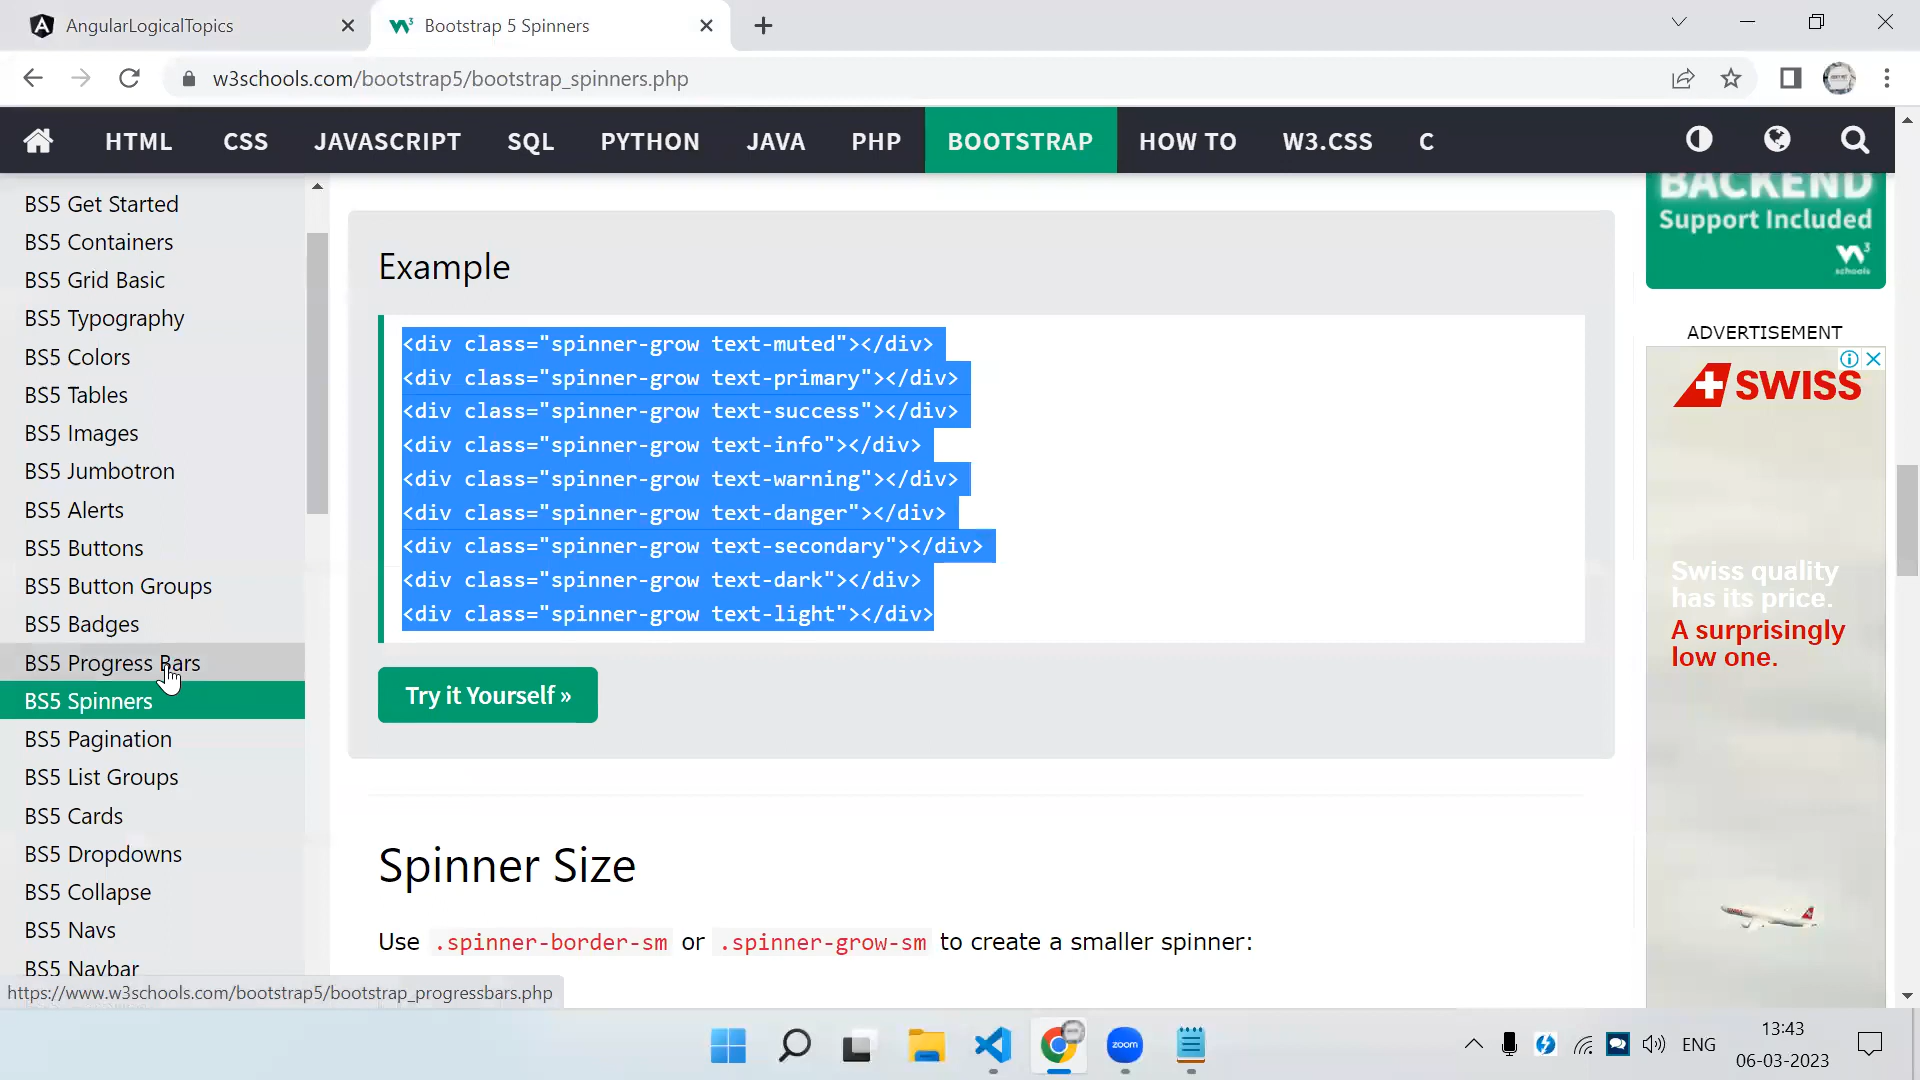 AngularLogicalTopics
Bootstrap 5 Spinners
w3schools.com/bootstrap5/bootstrap_spinners.php
HTML CSS JAVASCRIPT SQL PYTHON JAVA PHP BOOTSTRAP HOW TO W3.CSS C
BS5 Get Started
BS5 Containers
BS5 Grid Basic
BS5 Typography
BS5 Colors
BS5 Tables
BS5 Images
BS5 Jumbotron
BS5 Alerts
BS5 Buttons
BS5 Button Groups
BS5 Badges
BS5 Progress Bars
BS5 Spinners
BS5 Pagination
BS5 List Groups
BS5 Cards
BS5 Dropdowns
BS5 Collapse
BS5 Navs
BS5 Navbar
https://www.w3schools.com/bootstrap5/bootstrap_progressbars.php
Example
<div class="spinner-grow text-muted"></div>
<div class="spinner-grow text-primary"></div>
<div class="spinner-grow text-success"></div>
<div class="spinner-grow text-info"></div>
<div class="spinner-grow text-warning"></div>
<div class="spinner-grow text-danger"></div>
<div class="spinner-grow text-secondary"></div>
<div class="spinner-grow text-dark"></div>
<div class="spinner-grow text-light"></div>
Try it Yourself »
Spinner Size
Use .spinner-border-sm or .spinner-grow-sm to create a smaller spinner:
BACKEND
Support Included
W3
schools
ADVERTISEMENT
SWISS
Swiss quality
has its price.
A surprisingly
low one.
zoom
ENG
13:43
06-03-2023